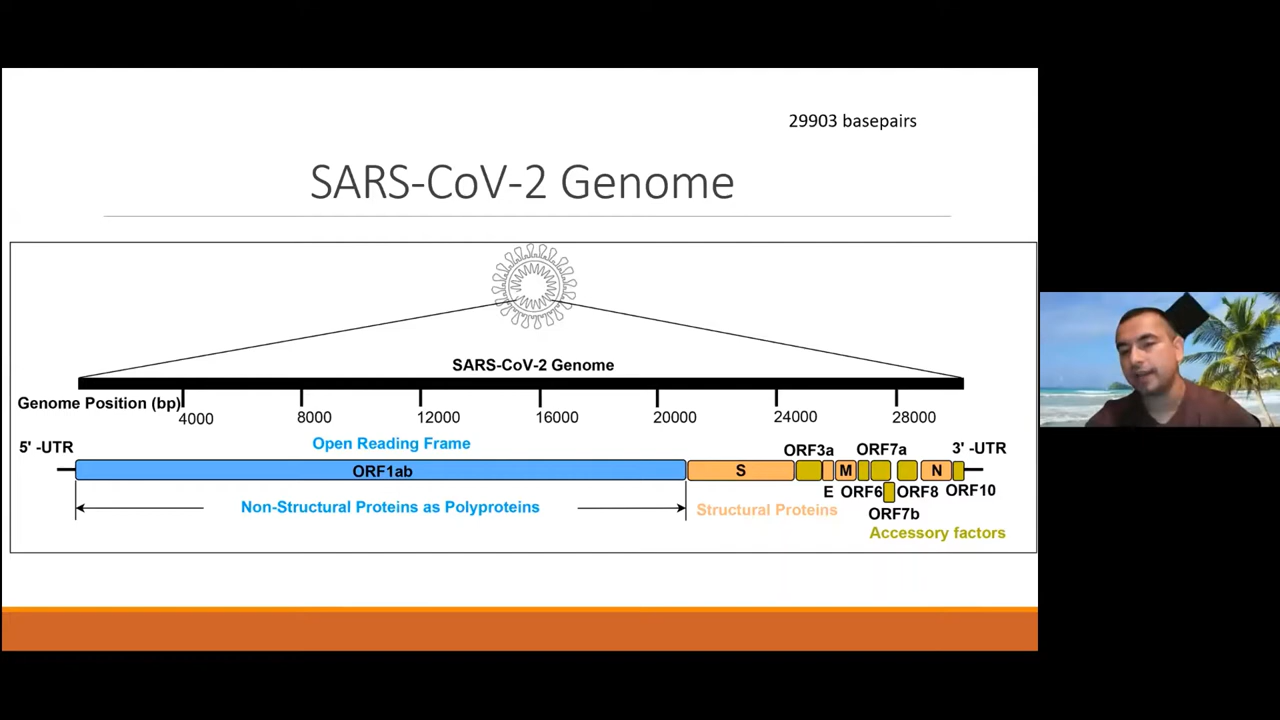 29903 basepairs
SARS-CoV-2 Genome
SARS-CoV-2 Genome
Genome Position (bp)
4000 8000 12000 16000 20000 24000 28000
5' -UTR Open Reading Frame ORF3a ORF7a 3' -UTR
ORF1ab S M N
E ORF6 ORF8 ORF10
Non-Structural Proteins as Polyproteins Structural Proteins ORF7b
Accessory factors